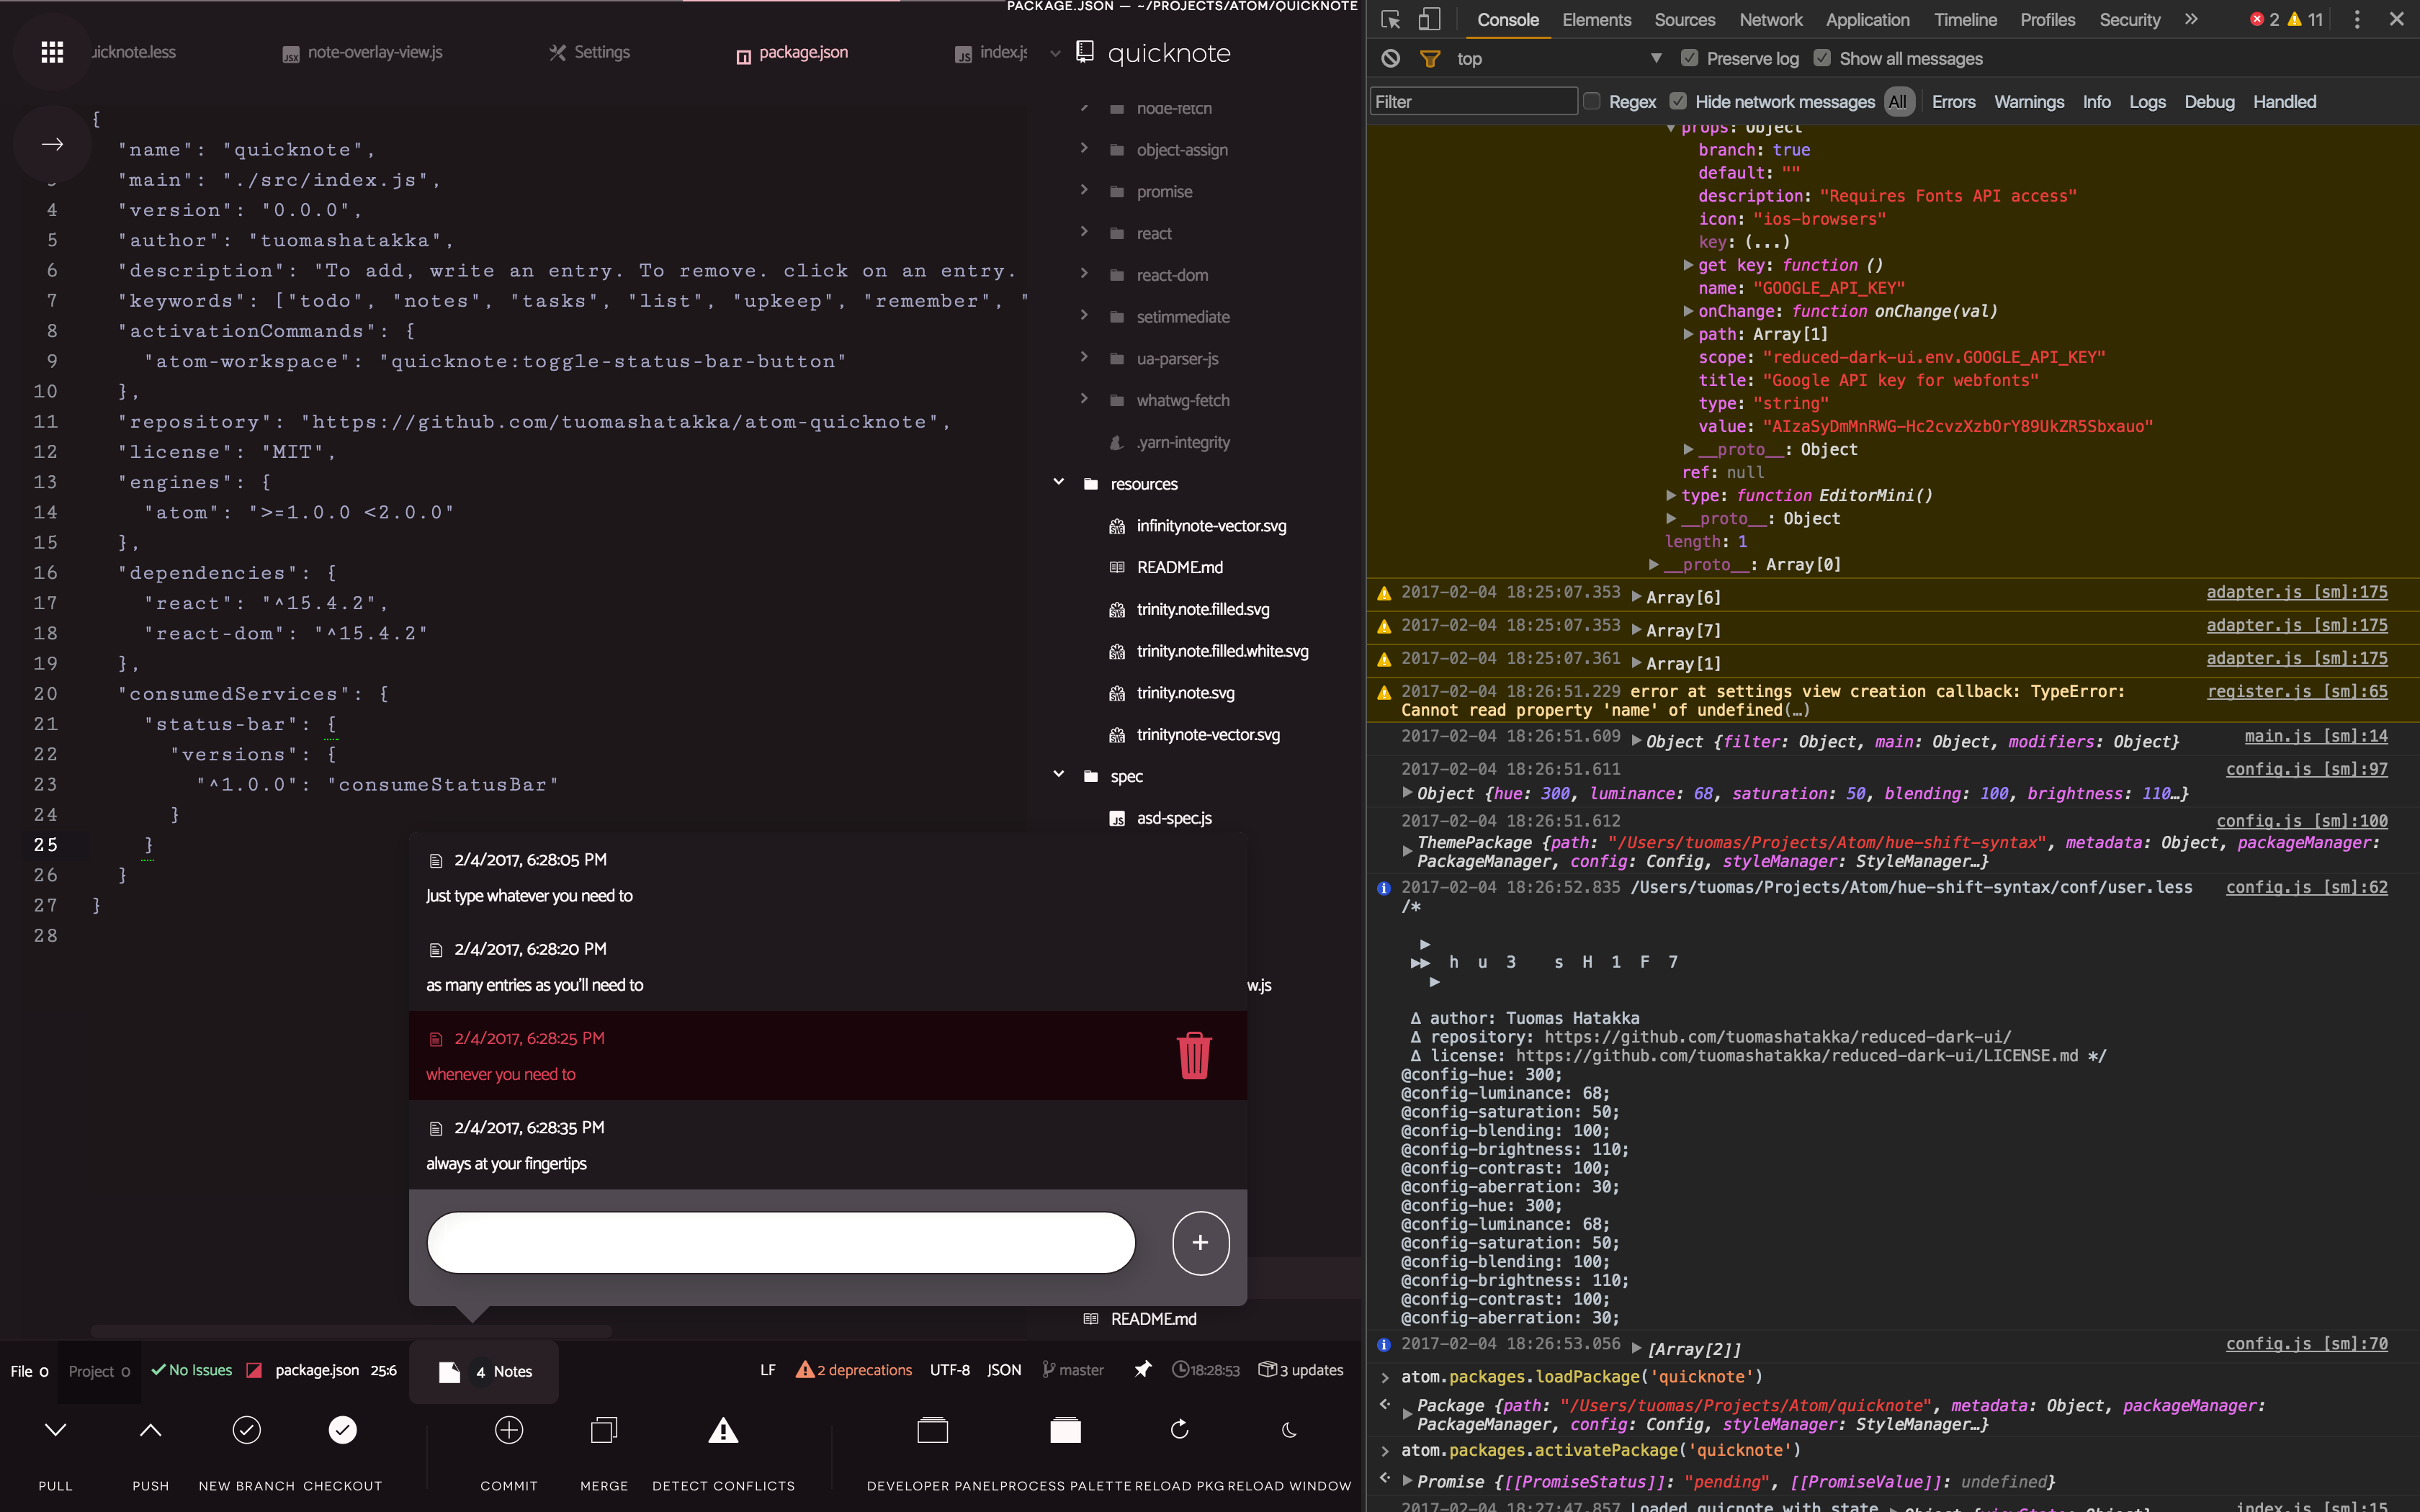 PACKAGE.JSON — ~/PROJECTS/ATOM/QUICKNOTE
uicknote.less
note-overlay-view.js
Settings
package.json
index.js
{
"name": "quicknote",
"main": "./src/index.js",
4 "version": "0.0.0",
5 "author": "tuomashatakka",
6 "description": "To add, write an entry. To remove. click on an entry.
7 "keywords": ["todo", "notes", "tasks", "list", "upkeep", "remember", "
8 "activationCommands": {
9 "atom-workspace": "quicknote:toggle-status-bar-button"
10 },
11 "repository": "https://github.com/tuomashatakka/atom-quicknote",
12 "license": "MIT",
13 "engines": {
14 "atom": ">=1.0.0 <2.0.0"
15 },
16 "dependencies": {
17 "react": "^15.4.2",
18 "react-dom": "^15.4.2"
19 },
20 "consumedServices": {
21 "status-bar": {
22 "versions": {
23 "^1.0.0": "consumeStatusBar"
24 }
25 }
26 }
27 }
28
quicknote
node-fetch
object-assign
promise
react
react-dom
setimmediate
ua-parser-js
whatwg-fetch
.yarn-integrity
resources
infinitynote-vector.svg
README.md
trinity.note.filled.svg
trinity.note.filled.white.svg
trinity.note.svg
trinitynote-vector.svg
spec
asd-spec.js
w.js
README.md
2/4/2017, 6:28:05 PM
Just type whatever you need to
2/4/2017, 6:28:20 PM
as many entries as you'll need to
2/4/2017, 6:28:25 PM
whenever you need to
2/4/2017, 6:28:35 PM
always at your fingertips
+
File 0 Project 0 No Issues package.json 25:6 4 Notes LF 2 deprecations UTF-8 JSON master 18:28:53 3 updates
PULL PUSH NEW BRANCH CHECKOUT COMMIT MERGE DETECT CONFLICTS DEVELOPER PANEL PROCESS PALETTE RELOAD PKG RELOAD WINDOW
Console Elements Sources Network Application Timeline Profiles Security » 2 11
top Preserve log Show all messages
Filter Regex Hide network messages All Errors Warnings Info Logs Debug Handled
props: Object
branch: true
default: ""
description: "Requires Fonts API access"
icon: "ios-browsers"
key: (...)
get key: function ()
name: "GOOGLE_API_KEY"
onChange: function onChange(val)
path: Array[1]
scope: "reduced-dark-ui.env.GOOGLE_API_KEY"
title: "Google API key for webfonts"
type: "string"
value: "AIzaSyDmMnRWG-Hc2cvzXzbOrY89UkZR5Sbxauo"
__proto__: Object
ref: null
type: function EditorMini()
__proto__: Object
length: 1
__proto__: Array[0]
2017-02-04 18:25:07.353 Array[6] adapter.js [sm]:175
2017-02-04 18:25:07.353 Array[7] adapter.js [sm]:175
2017-02-04 18:25:07.361 Array[1] adapter.js [sm]:175
2017-02-04 18:26:51.229 error at settings view creation callback: TypeError: register.js [sm]:65
Cannot read property 'name' of undefined(…)
2017-02-04 18:26:51.609 Object {filter: Object, main: Object, modifiers: Object} main.js [sm]:14
2017-02-04 18:26:51.611 config.js [sm]:97
Object {hue: 300, luminance: 68, saturation: 50, blending: 100, brightness: 110…}
2017-02-04 18:26:51.612 config.js [sm]:100
ThemePackage {path: "/Users/tuomas/Projects/Atom/hue-shift-syntax", metadata: Object, packageManager:
PackageManager, config: Config, styleManager: StyleManager…}
2017-02-04 18:26:52.835 /Users/tuomas/Projects/Atom/hue-shift-syntax/conf/user.less config.js [sm]:62
/*
▶
▶▶ h u 3 s H 1 F 7
▶
Δ author: Tuomas Hatakka
Δ repository: https://github.com/tuomashatakka/reduced-dark-ui/
Δ license: https://github.com/tuomashatakka/reduced-dark-ui/LICENSE.md */
@config-hue: 300;
@config-luminance: 68;
@config-saturation: 50;
@config-blending: 100;
@config-brightness: 110;
@config-contrast: 100;
@config-aberration: 30;
@config-hue: 300;
@config-luminance: 68;
@config-saturation: 50;
@config-blending: 100;
@config-brightness: 110;
@config-contrast: 100;
@config-aberration: 30;
2017-02-04 18:26:53.056 [Array[2]] config.js [sm]:70
atom.packages.loadPackage('quicknote')
Package {path: "/Users/tuomas/Projects/Atom/quicknote", metadata: Object, packageManager:
PackageManager, config: Config, styleManager: StyleManager…}
atom.packages.activatePackage('quicknote')
Promise {[[PromiseStatus]]: "pending", [[PromiseValue]]: undefined}
2017-02-04 18:27:47.857 Loaded quicnote with state Object {viewState: Object} index.js [sm]:15